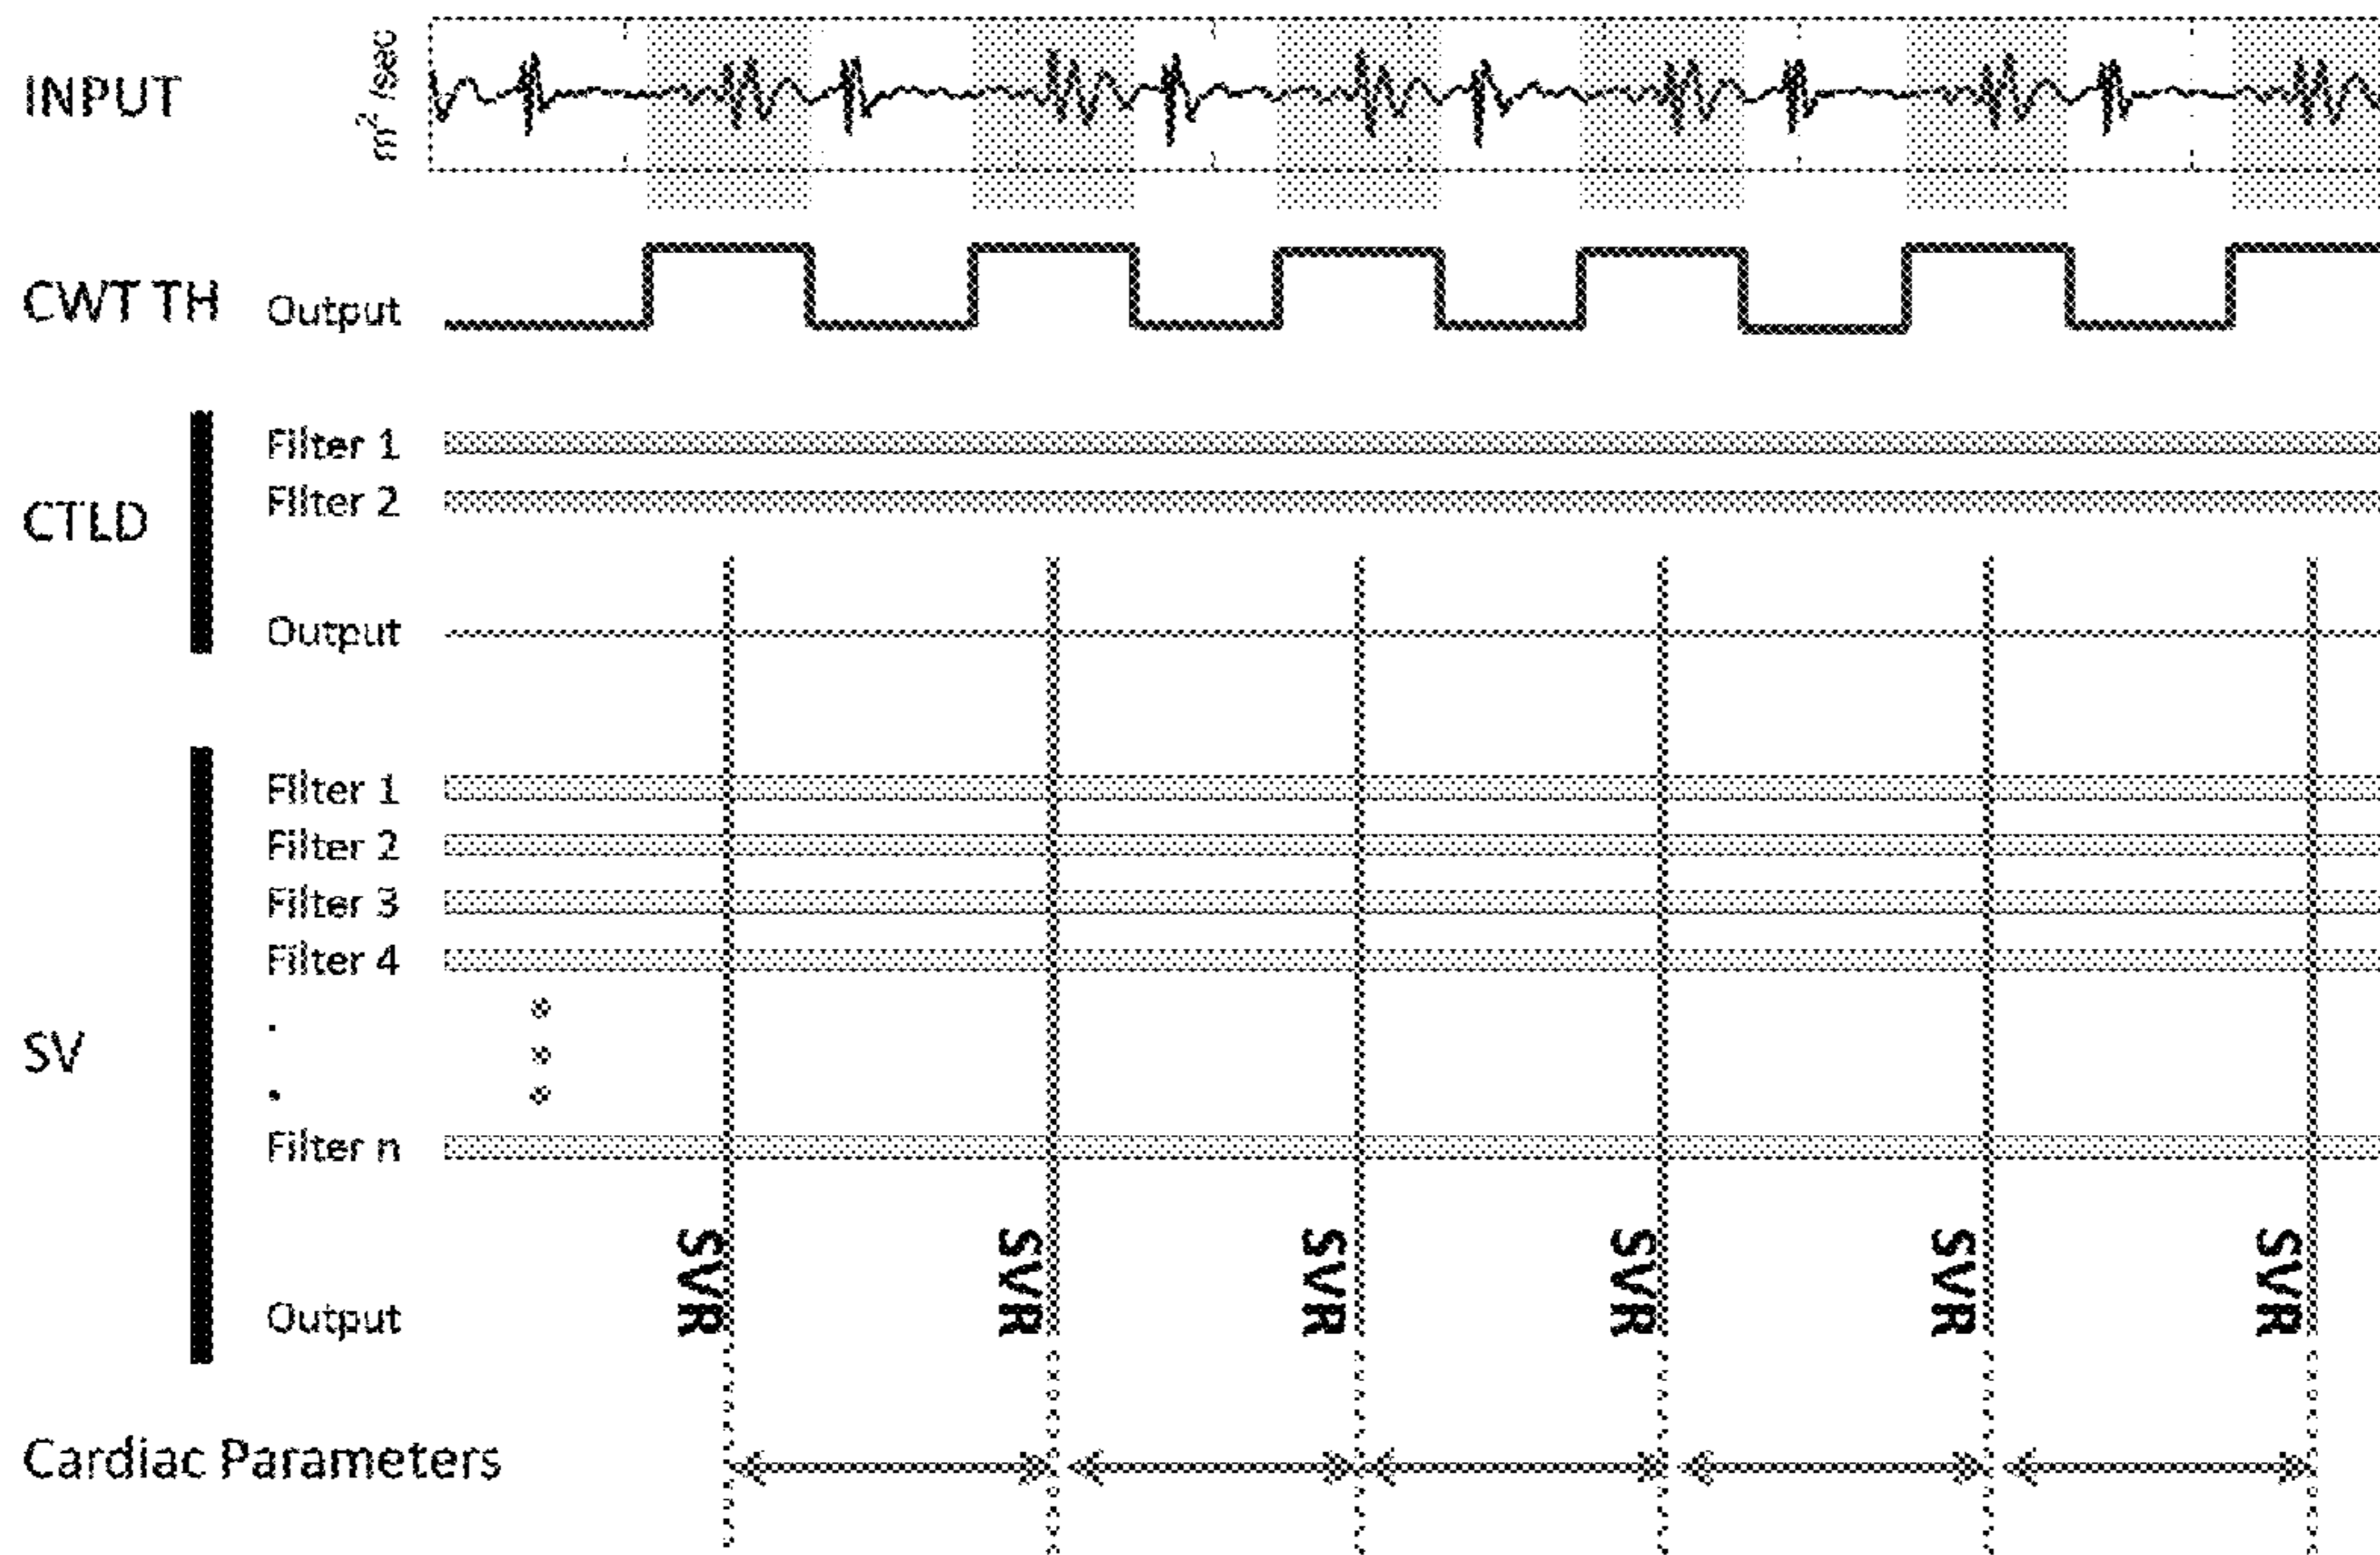 INPUT
m² /sec
CWT TH Output
CTLD
Filter 1
Filter 2
Output
SV
Filter 1
Filter 2
Filter 3
Filter 4
.
.
Filter n
Output
SVR SVR SVR SVR SVR SVR
Cardiac Parameters